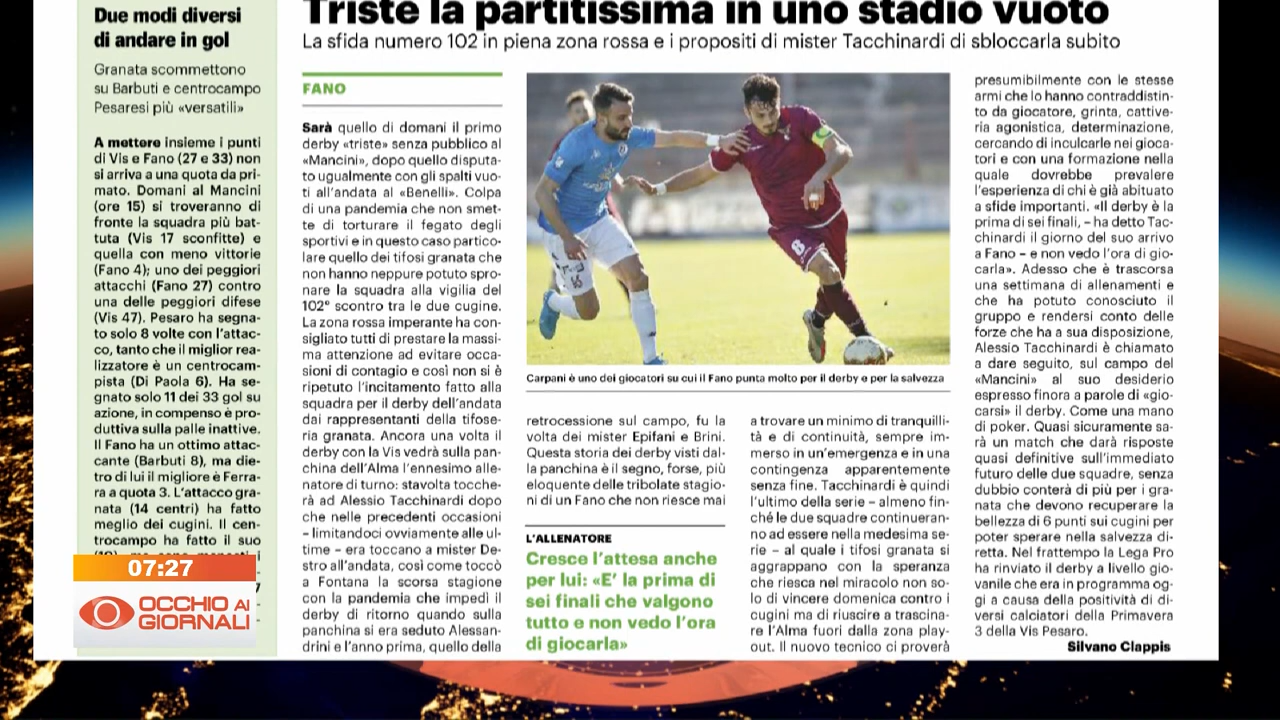 Due modi diversi
di andare in gol
Granata scommettono
su Barbuti e centrocampo
Pesaresi più «versatili»
A mettere insieme i punti
di Vis e Fano (27 e 33) non
si arriva a una quota da pri-
mato. Domani al Mancini
(ore 15) si troveranno di
fronte la squadra più bat-
tuta (Vis 17 sconfitte) e
quella con meno vittorie
(Fano 4); uno dei peggiori
attacchi (Fano 27) contro
una delle peggiori difese
(Vis 47). Pesaro ha segna-
to solo 8 volte con l'attac-
co, tanto che il miglior rea-
lizzatore è un centrocam-
pista (Di Paola 6). Ha se-
gnato solo 11 dei 33 gol su
azione, in compenso è pro-
duttiva sulla palle inattive.
Il Fano ha un ottimo attac-
cante (Barbuti 8), ma die-
tro di lui il migliore è Ferra-
ra a quota 3. L'attacco gra-
nata (14 centri) ha fatto
meglio dei cugini. Il cen-
trocampo ha fatto il suo
07:27
OCCHIO AI
GIORNALI
Triste la partitissima in uno stadio vuoto
La sfida numero 102 in piena zona rossa e i propositi di mister Tacchinardi di sbloccarla subito
FANO
Sarà quello di domani il primo
derby «triste» senza pubblico al
«Mancini», dopo quello disputa-
to ugualmente con gli spalti vuo-
ti all'andata al «Benelli». Colpa
di una pandemia che non smet-
te di torturare il fegato degli
sportivi e in questo caso partico-
lare quello dei tifosi granata che
non hanno neppure potuto spro-
nare la squadra alla vigilia del
102° scontro tra le due cugine.
La zona rossa imperante ha con-
sigliato tutti di prestare la massi-
ma attenzione ad evitare occa-
sioni di contagio e così non si è
ripetuto l'incitamento fatto alla
squadra per il derby dell'andata
dai rappresentanti della tifose-
ria granata. Ancora una volta il
derby con la Vis vedrà sulla pan-
china dell'Alma l'ennesimo alle-
natore di turno: stavolta tocche-
rà ad Alessio Tacchinardi dopo
che nelle precedenti occasioni
– limitandoci ovviamente alle ul-
time – era toccano a mister De-
stro all'andata, così come toccò
a Fontana la scorsa stagione
con la pandemia che impedì il
derby di ritorno quando sulla
panchina si era seduto Alessan-
drini e l'anno prima, quello della
8
Carpani è uno dei giocatori su cui il Fano punta molto per il derby e per la salvezza
retrocessione sul campo, fu la
volta dei mister Epifani e Brini.
Questa storia dei derby visti dal-
la panchina è il segno, forse, più
eloquente delle tribolate stagio-
ni di un Fano che non riesce mai
L'ALLENATORE
Cresce l'attesa anche
per lui: «E' la prima di
sei finali che valgono
tutto e non vedo l'ora
di giocarla»
a trovare un minimo di tranquilli-
tà e di continuità, sempre im-
merso in un'emergenza e in una
contingenza apparentemente
senza fine. Tacchinardi è quindi
l'ultimo della serie – almeno fin-
ché le due squadre continueran-
no ad essere nella medesima se-
rie – al quale i tifosi granata si
aggrappano con la speranza
che riesca nel miracolo non so-
lo di vincere domenica contro i
cugini ma di riuscire a trascina-
re l'Alma fuori dalla zona play-
out. Il nuovo tecnico ci proverà
presumibilmente con le stesse
armi che lo hanno contraddistin-
to da giocatore, grinta, cattive-
ria agonistica, determinazione,
cercando di inculcarle nei gioca-
tori e con una formazione nella
quale dovrebbe prevalere
l'esperienza di chi è già abituato
a sfide importanti. «Il derby è la
prima di sei finali, – ha detto Tac-
chinardi il giorno del suo arrivo
a Fano – e non vedo l'ora di gio-
carla». Adesso che è trascorsa
una settimana di allenamenti e
che ha potuto conosciuto il
gruppo e rendersi conto delle
forze che ha a sua disposizione,
Alessio Tacchinardi è chiamato
a dare seguito, sul campo del
«Mancini» al suo desiderio
espresso finora a parole di «gio-
carsi» il derby. Come una mano
di poker. Quasi sicuramente sa-
rà un match che darà risposte
quasi definitive sull'immediato
futuro delle due squadre, senza
dubbio conterà di più per i gra-
nata che devono recuperare la
bellezza di 6 punti sui cugini per
poter sperare nella salvezza di-
retta. Nel frattempo la Lega Pro
ha rinviato il derby a livello gio-
vanile che era in programma og-
gi a causa della positività di di-
versi calciatori della Primavera
3 della Vis Pesaro.
Silvano Clappis